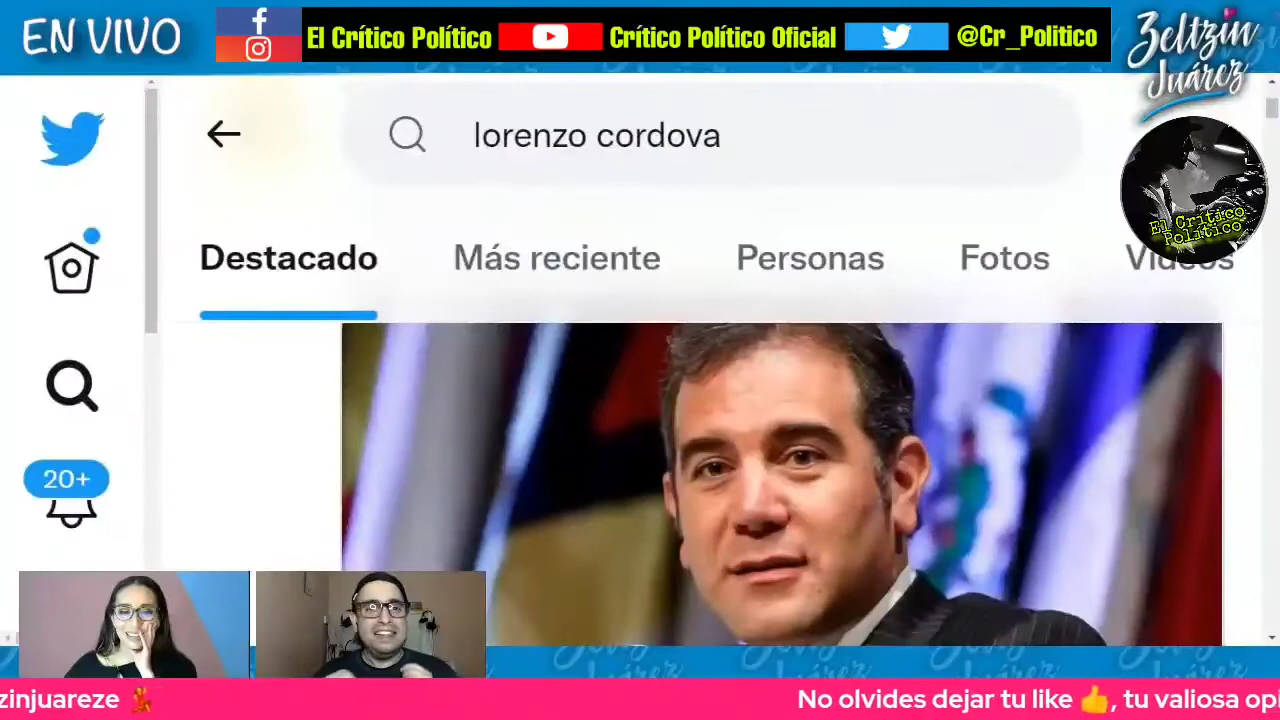 EN VIVO
El Crítico Político
Crítico Político Oficial
@Cr_Politico
Zeltzin
Juárez
lorenzo cordova
El Crítico
Político
Destacado
Más reciente
Personas
Fotos
Videos
20+
zinjuareze 💃
No olvides dejar tu like 👍, tu valiosa opi